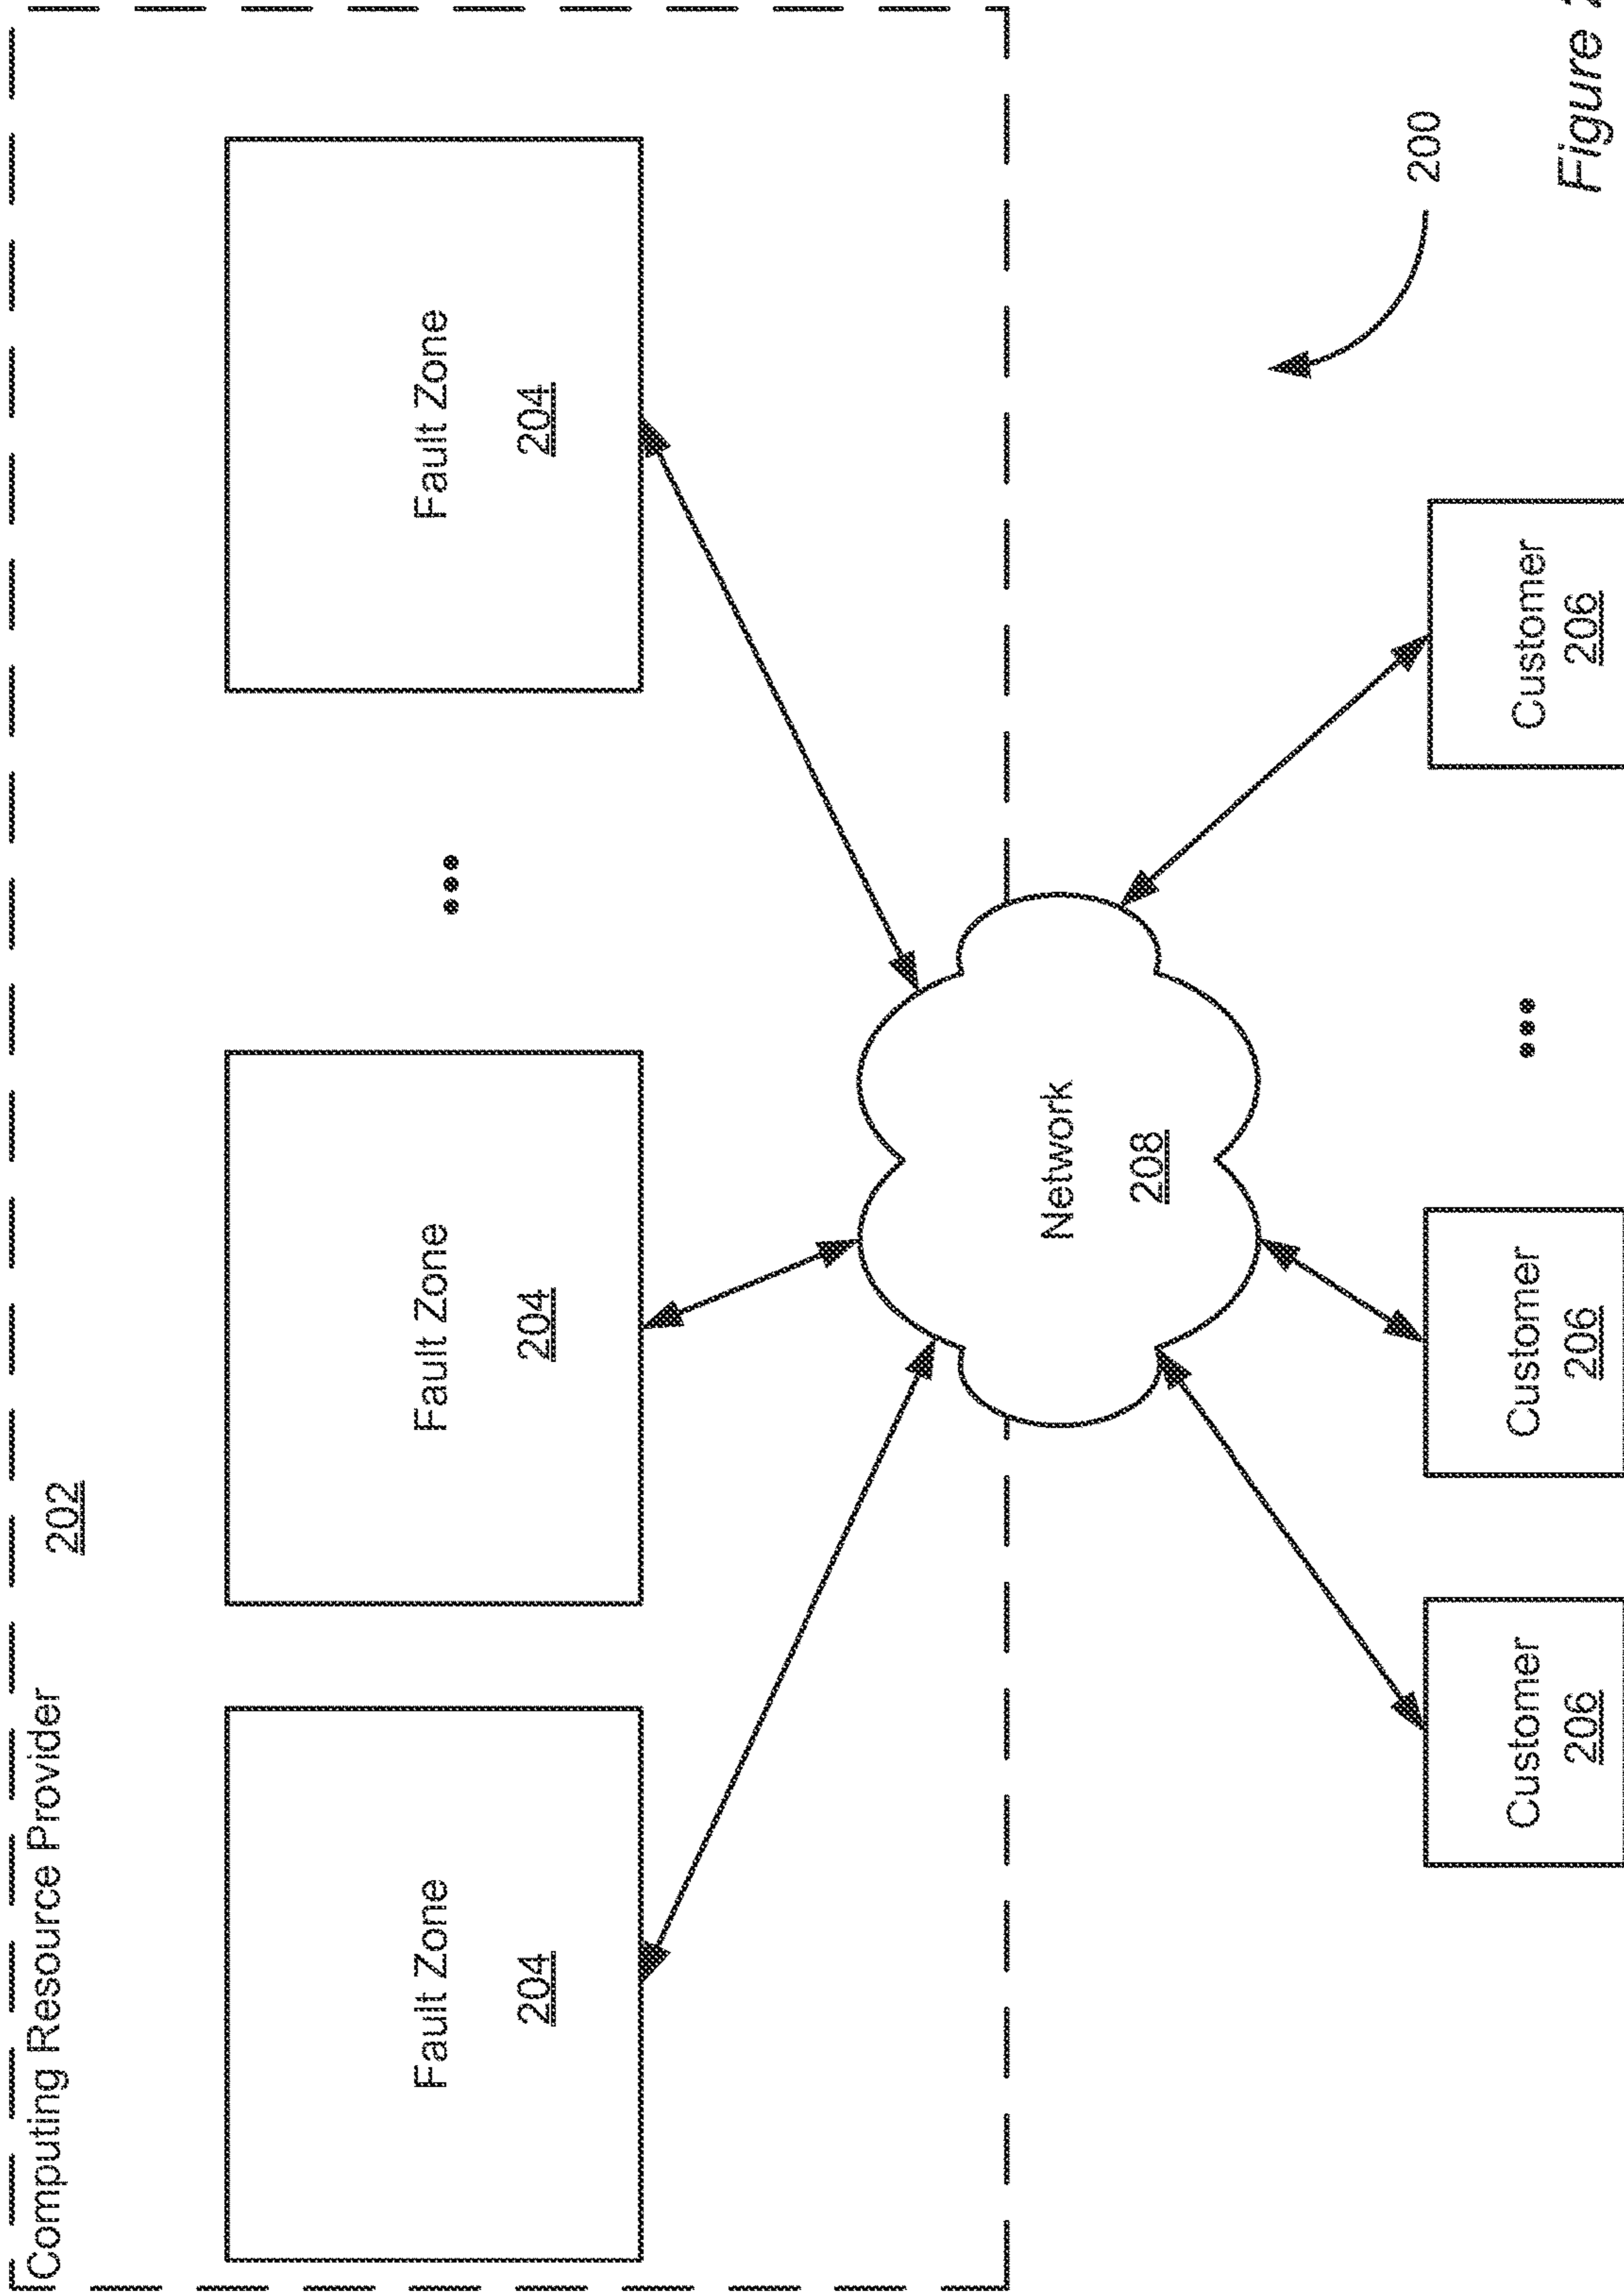 Computing Resource Provider
202
Fault Zone
204
Fault Zone
204
•••
Fault Zone
204
Network
208
Customer
206
Customer
206
•••
Customer
206
200
Figure 2